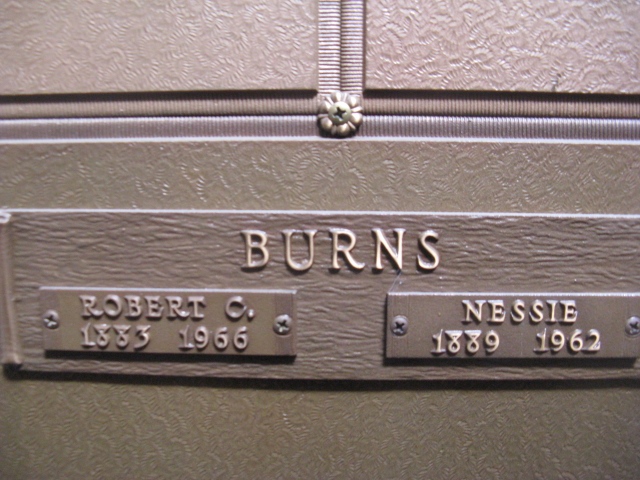 BURNS
ROBERT C.
1883 1966
NESSIE
1889 1962